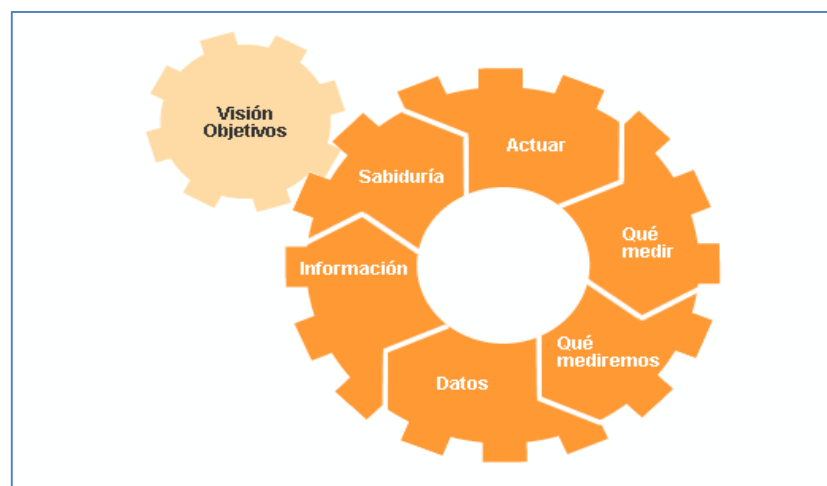 Visión
Objetivos
Actuar
Sabiduría
Qué
medir
Información
Qué
mediremos
Datos